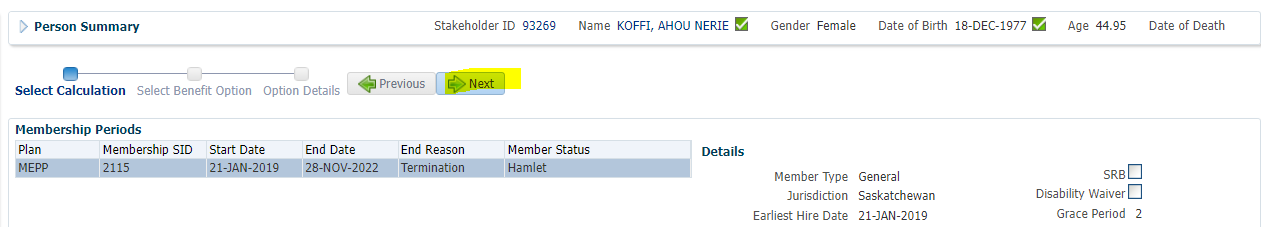 Person Summary Stakeholder ID 93269 Name KOFFI, AHOU NERIE Gender Female Date of Birth 18-DEC-1977 Age 44.95 Date of Death
Select Calculation Select Benefit Option Option Details Previous Next
Membership Periods
Plan Membership SID Start Date End Date End Reason Member Status
MEPP 2115 21-JAN-2019 28-NOV-2022 Termination Hamlet
Details
Member Type General SRB
Jurisdiction Saskatchewan Disability Waiver
Earliest Hire Date 21-JAN-2019 Grace Period 2